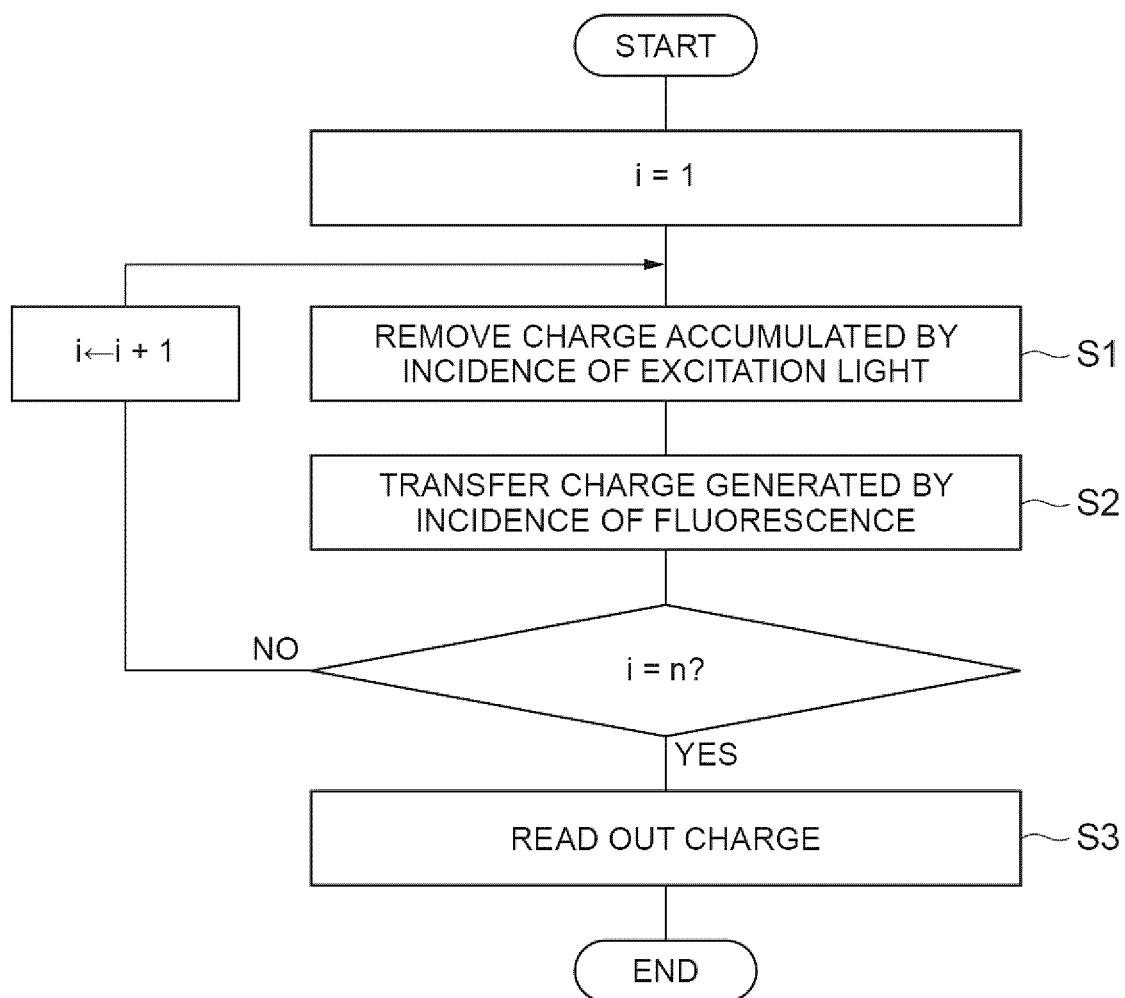 START
i = 1
i←i + 1
REMOVE CHARGE ACCUMULATED BY
INCIDENCE OF EXCITATION LIGHT
S1
TRANSFER CHARGE GENERATED BY
INCIDENCE OF FLUORESCENCE
S2
NO
i = n?
YES
READ OUT CHARGE
S3
END